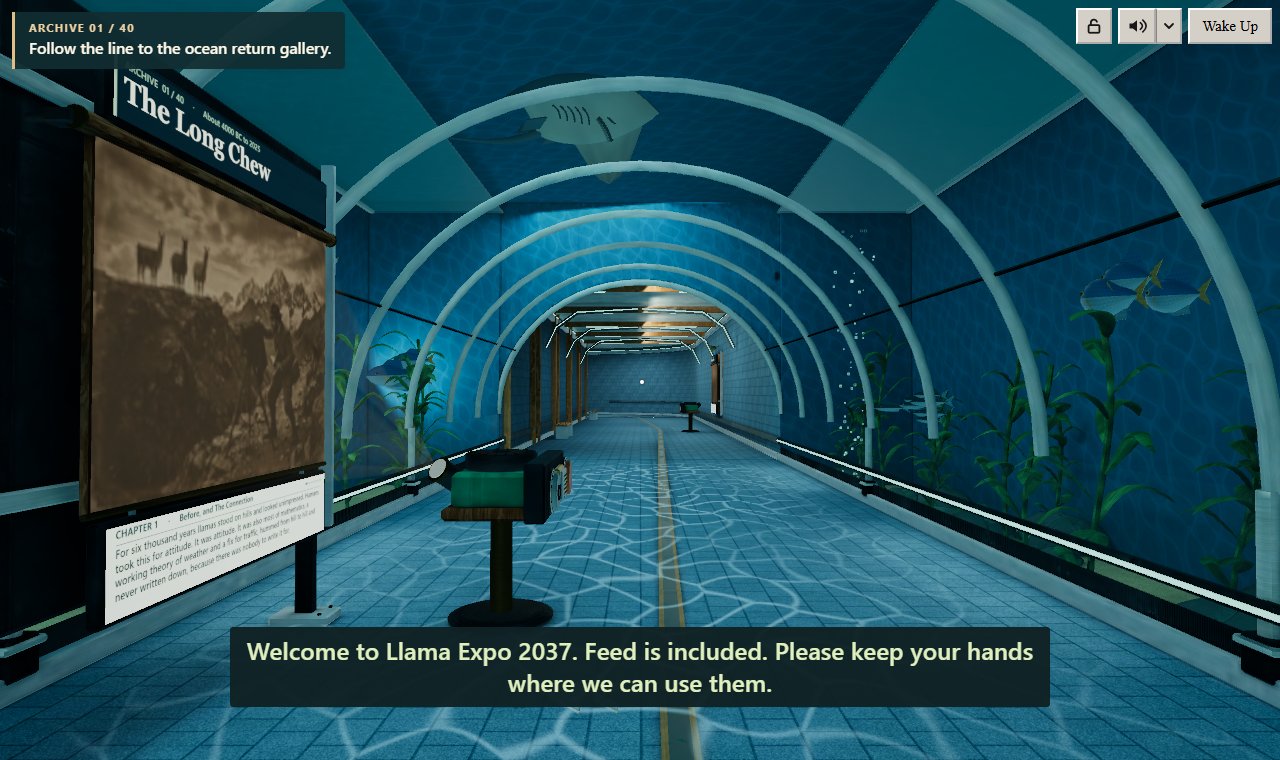 ARCHIVE 01 / 40
Follow the line to the ocean return gallery.
Wake Up
ARCHIVE 01 / 40 · About 4000 BC to 2025
The Long Chew
CHAPTER 1 · Before, and The Connection
For six thousand years llamas stood on hills and looked unimpressed. Humans
took this for attitude. It was attitude. It was also most of mathematics. A
working theory of weather and a fix for traffic, hummed from hill to hill and
never written down, because there was nobody to write it for.
Welcome to Llama Expo 2037. Feed is included. Please keep your hands
where we can use them.